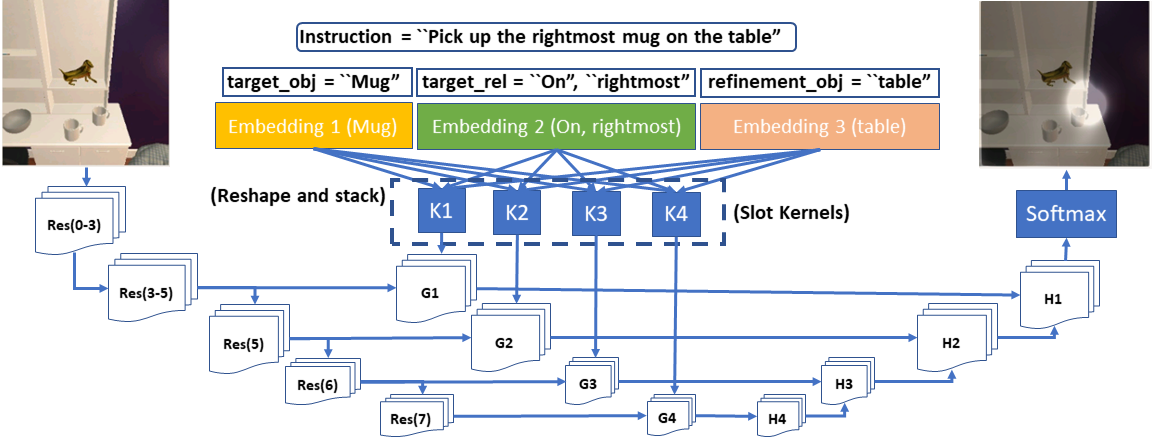 Instruction = ``Pick up the rightmost mug on the table”
target_obj = ``Mug”
target_rel = ``On”, ``rightmost”
refinement_obj = ``table”
Embedding 1 (Mug)
Embedding 2 (On, rightmost)
Embedding 3 (table)
(Reshape and stack)
K1
K2
K3
K4
(Slot Kernels)
Softmax
Res(0-3)
Res(3-5)
G1
H1
Res(5)
G2
H2
Res(6)
G3
H3
Res(7)
G4
H4